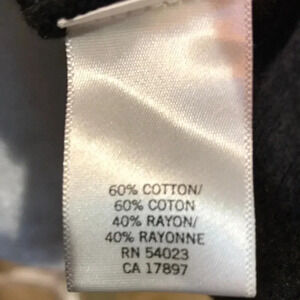 60% COTTON/
60% COTON
40% RAYON/
40% RAYONNE
RN 54023
CA 17897